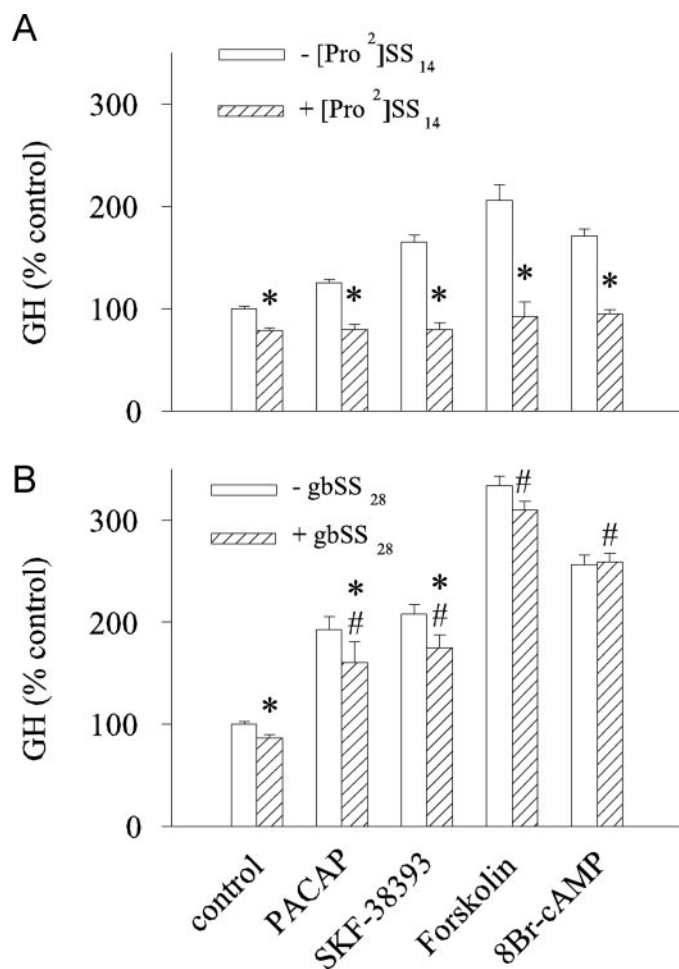 A
- [Pro 2]SS 14
+ [Pro 2]SS 14
GH (% control)
300
200
100
0
* * * * *
B
- gbSS 28
+ gbSS 28
GH (% control)
300
200
100
0
*
*
#
*
#
#
#
control
PACAP
SKF-38393
Forskolin
8Br-cAMP